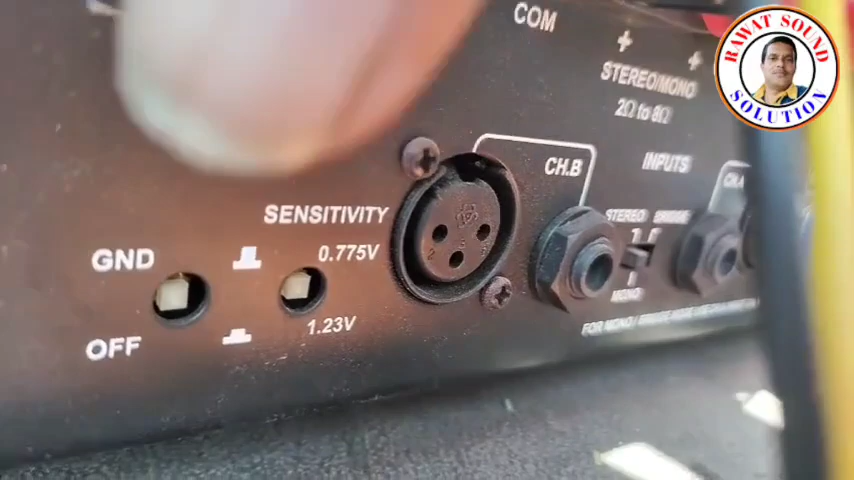 COM
RAWAT SOUND
SOLUTION
STEREO/MONO
2Ω to 8Ω
CH.B
INPUTS
SENSITIVITY
STEREO
GND
0.775V
OFF
1.23V
MONO